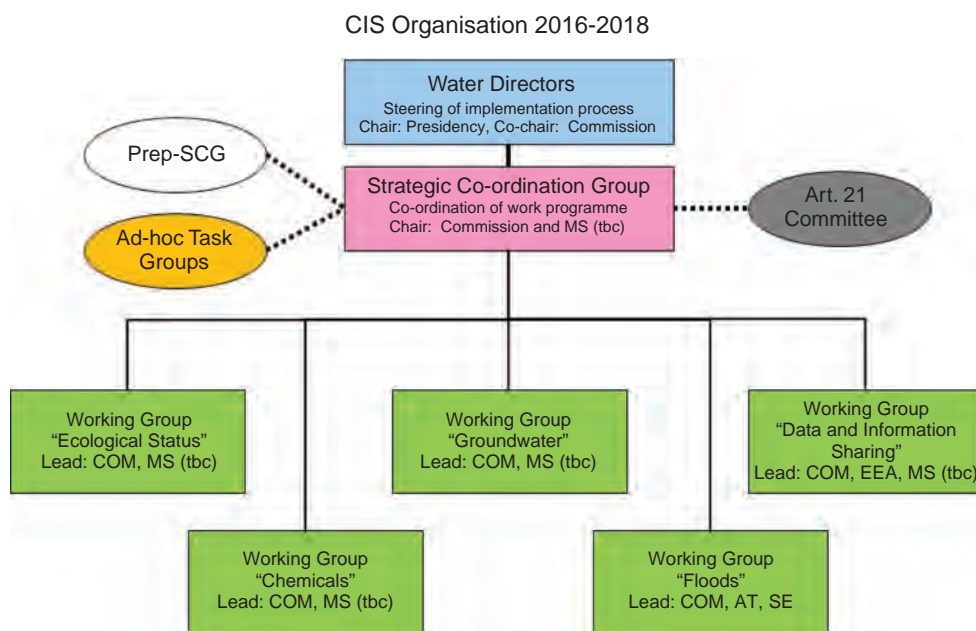 CIS Organisation 2016-2018
Water Directors
Steering of implementation process
Chair: Presidency, Co-chair: Commission
Prep-SCG
Strategic Co-ordination Group
Co-ordination of work programme
Chair: Commission and MS (tbc)
Art. 21
Committee
Ad-hoc Task
Groups
Working Group
“Ecological Status”
Lead: COM, MS (tbc)
Working Group
“Groundwater”
Lead: COM, MS (tbc)
Working Group
“Data and Information
Sharing”
Lead: COM, EEA, MS (tbc)
Working Group
“Chemicals”
Lead: COM, MS (tbc)
Working Group
“Floods”
Lead: COM, AT, SE